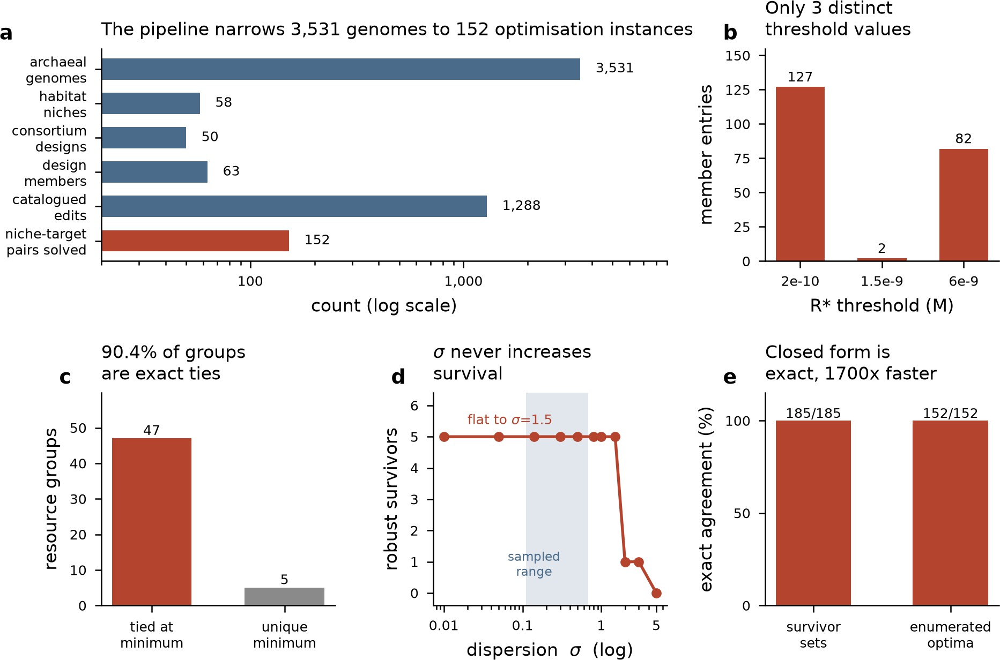 a
The pipeline narrows 3,531 genomes to 152 optimisation instances
archaeal
genomes
3,531
habitat
niches
58
consortium
designs
50
design
members
63
catalogued
edits
1,288
niche-target
pairs solved
152
100
1,000
count (log scale)
b
Only 3 distinct
threshold values
member entries
150
125
100
75
50
25
0
127
2
82
2e-10
1.5e-9
6e-9
R* threshold (M)
c
90.4% of groups
are exact ties
resource groups
50
40
30
20
10
0
47
5
tied at
minimum
unique
minimum
d
σ never increases
survival
robust survivors
6
5
4
3
2
1
0
flat to σ=1.5
sampled
range
0.01
0.1
1
5
dispersion σ (log)
e
Closed form is
exact, 1700x faster
exact agreement (%)
100
50
0
185/185
152/152
survivor
sets
enumerated
optima